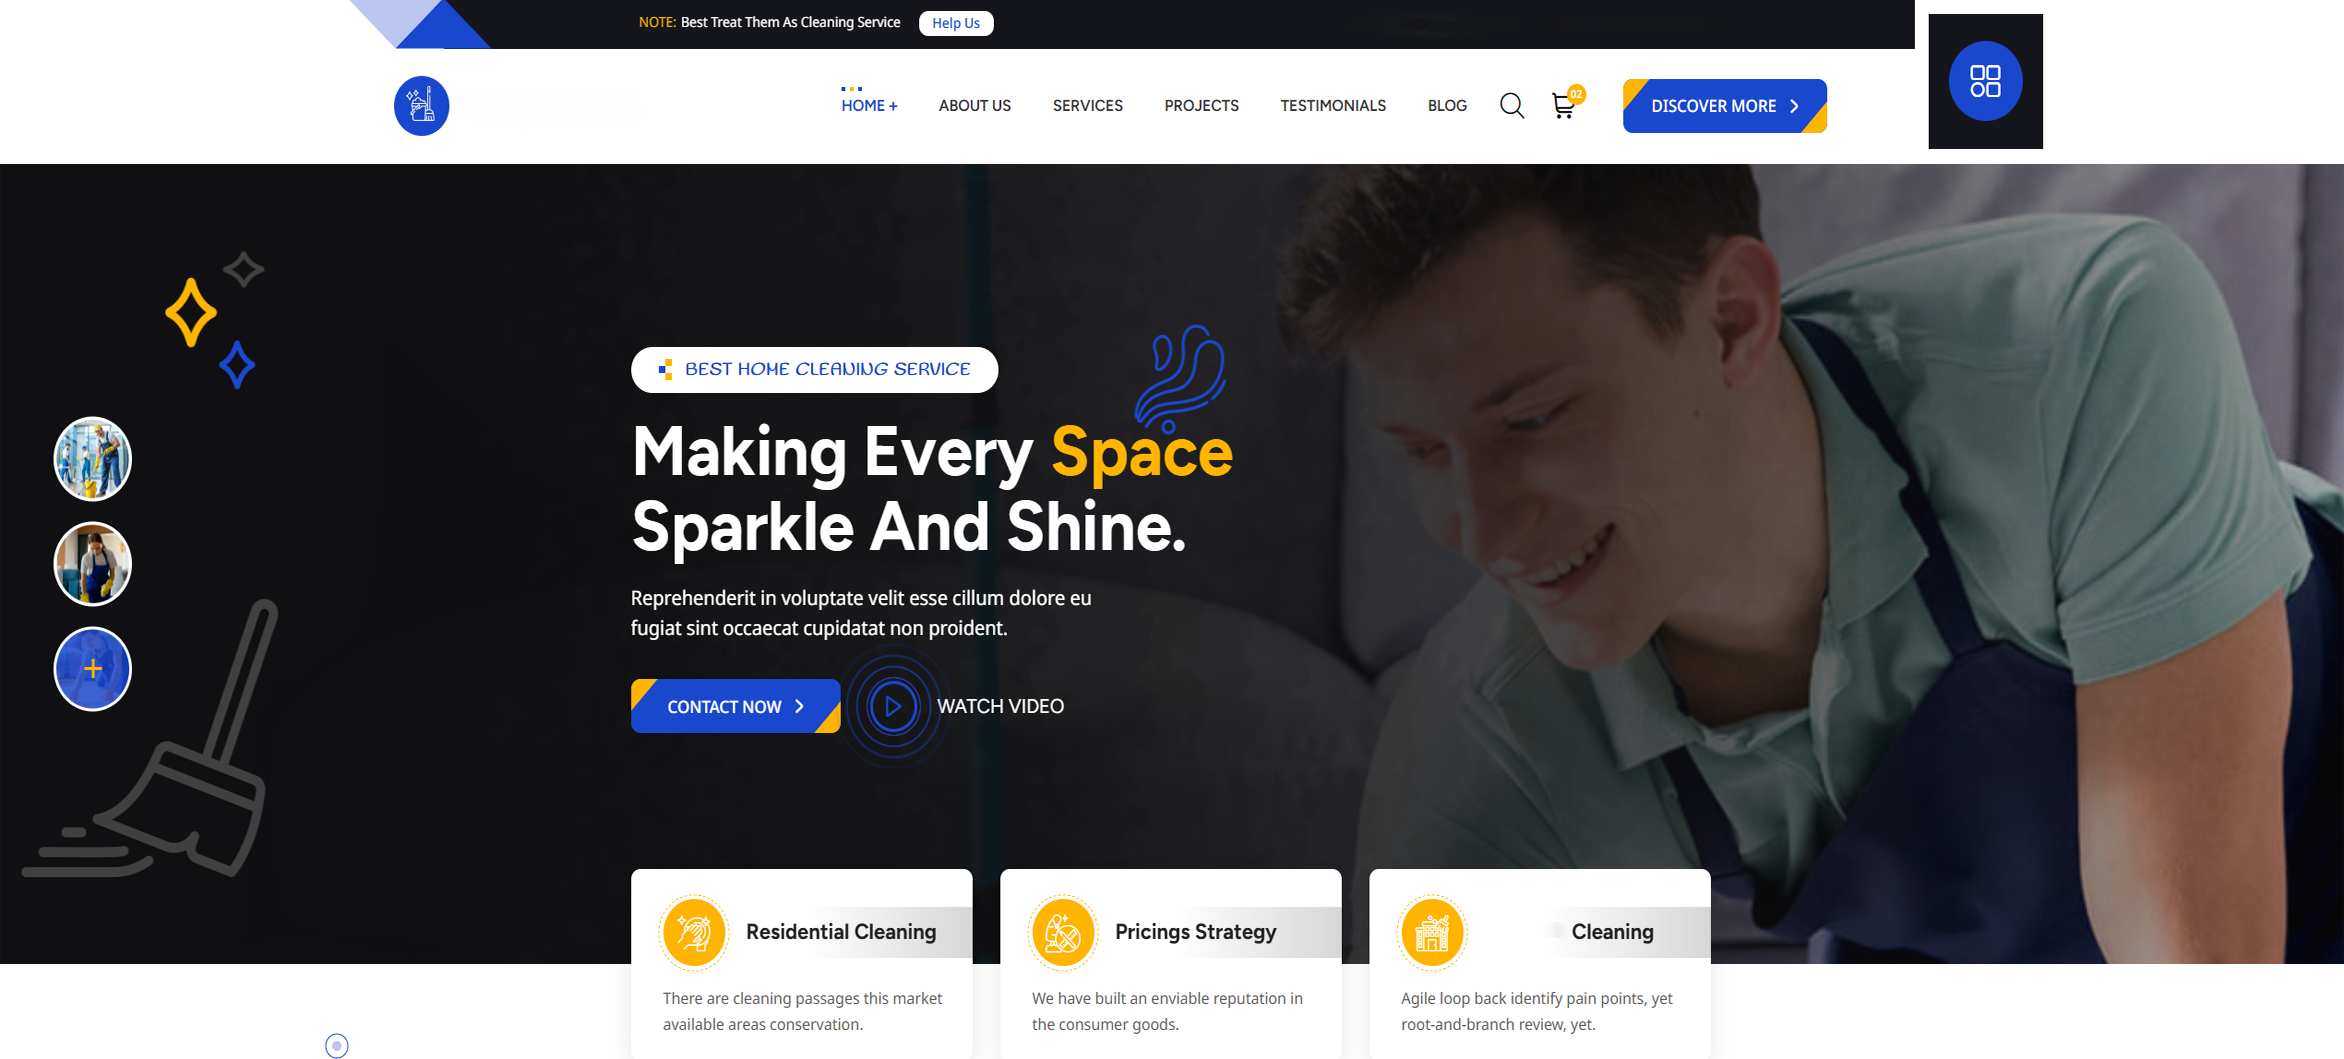 NOTE: Best Treat Them As Cleaning Service Help Us
HOME + ABOUT US SERVICES PROJECTS TESTIMONIALS BLOG 02 DISCOVER MORE
BEST HOME CLEANING SERVICE
Making Every Space
Sparkle And Shine.
Reprehenderit in voluptate velit esse cillum dolore eu
fugiat sint occaecat cupidatat non proident.
CONTACT NOW WATCH VIDEO
Residential Cleaning
There are cleaning passages this market
available areas conservation.
Pricings Strategy
We have built an enviable reputation in
the consumer goods.
Cleaning
Agile loop back identify pain points, yet
root-and-branch review, yet.